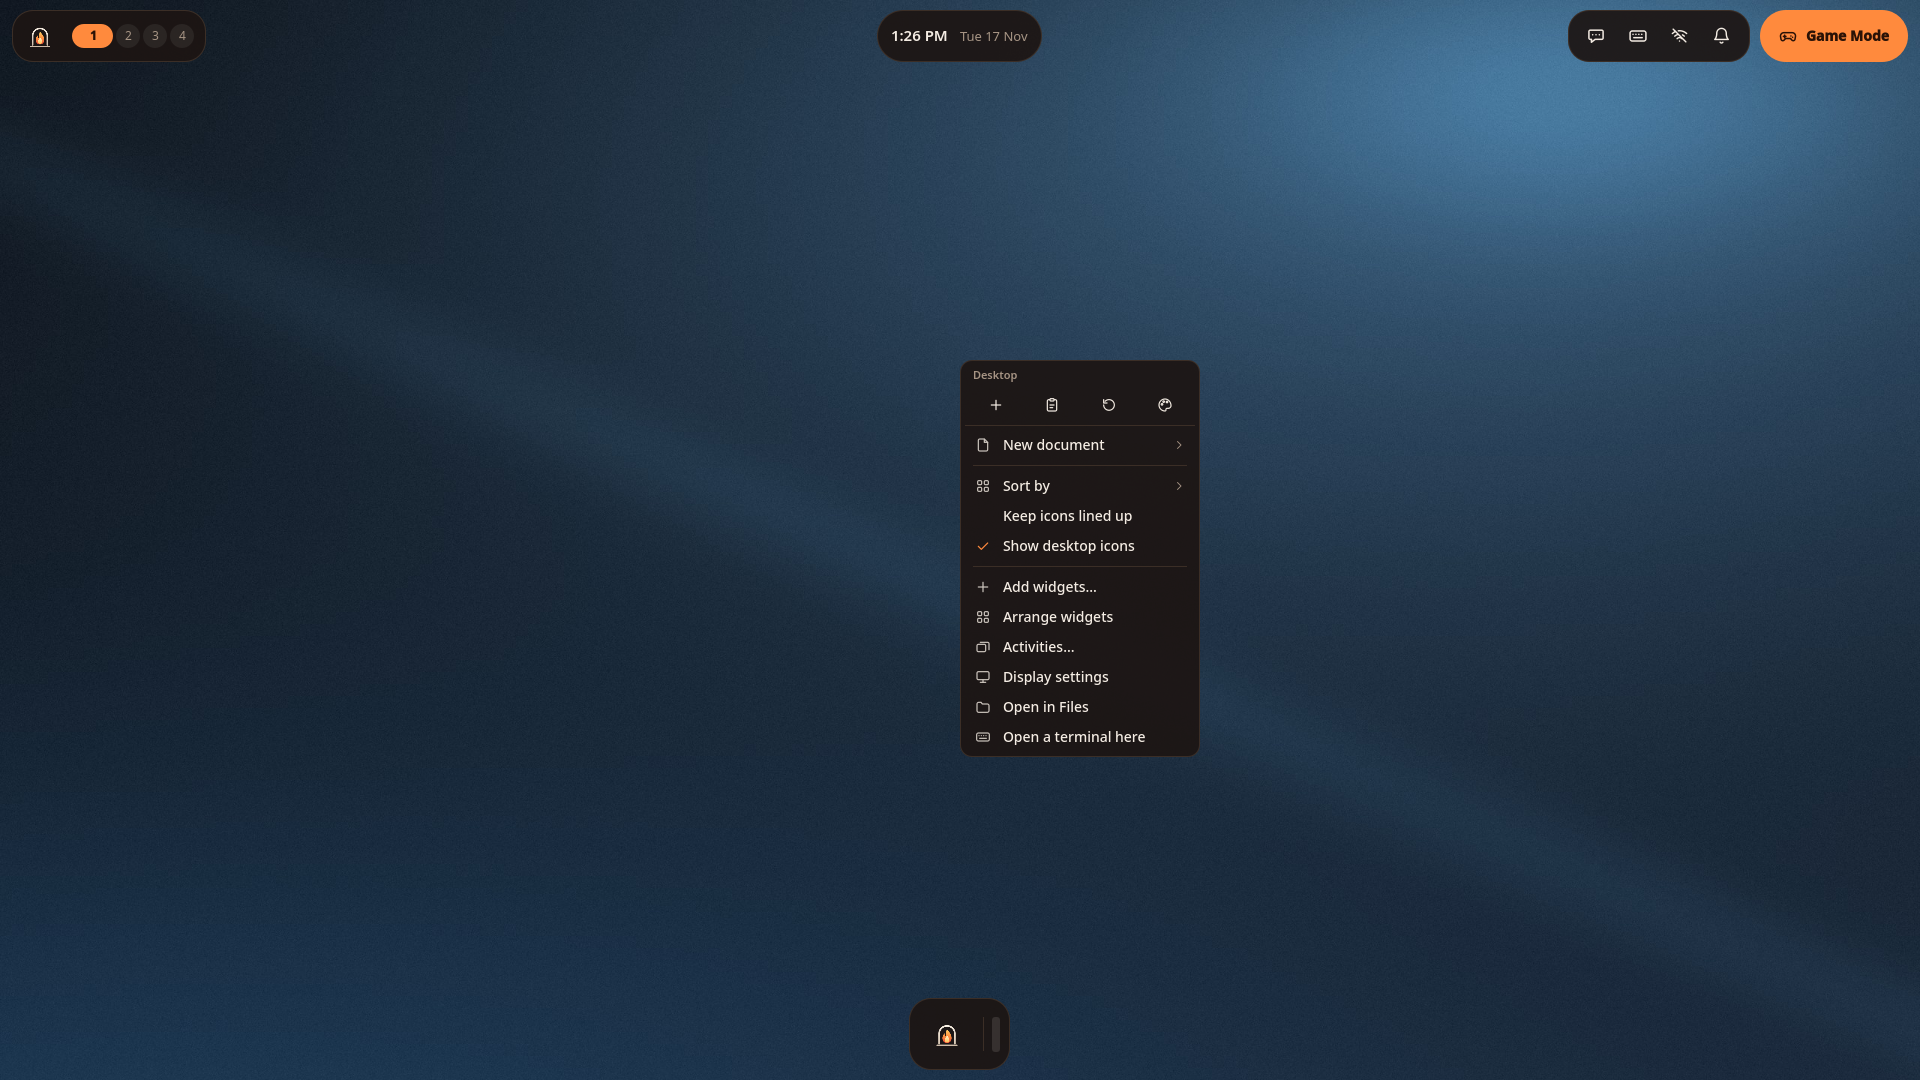 1 2 3 4
1:26 PM Tue 17 Nov
Game Mode
Desktop
New document
Sort by
Keep icons lined up
Show desktop icons
Add widgets...
Arrange widgets
Activities...
Display settings
Open in Files
Open a terminal here